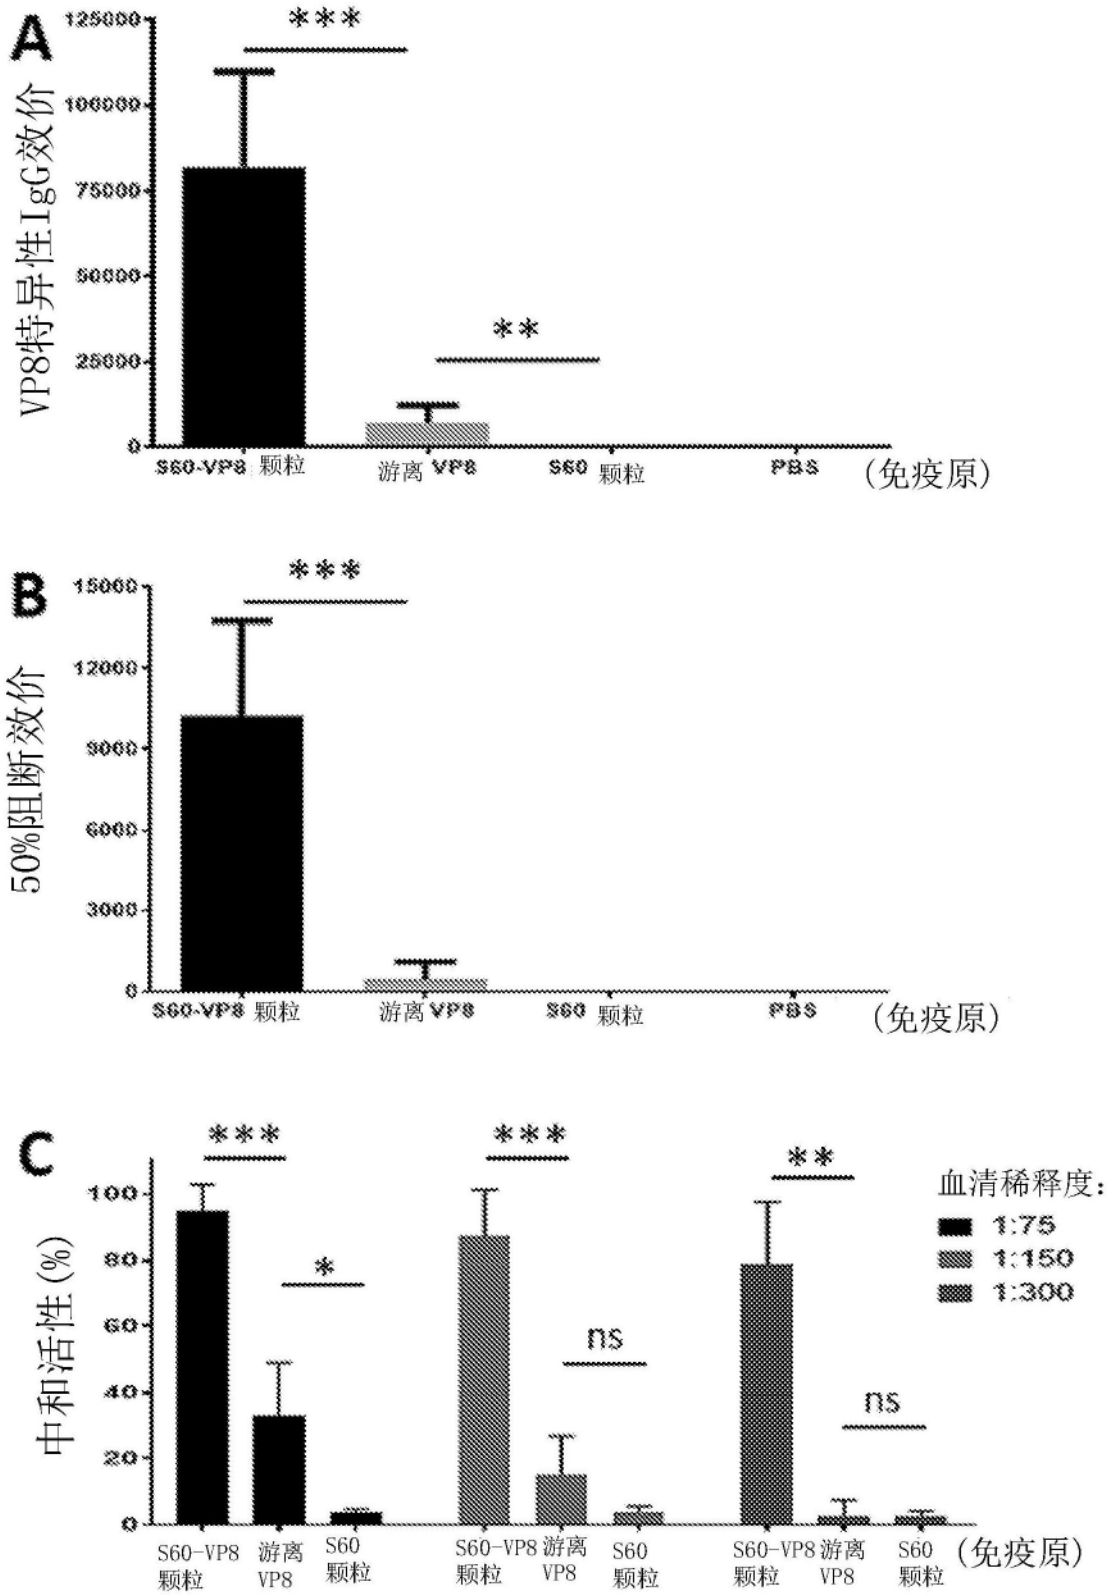 A
VP8特异性IgG效价
***
125000
100000
75000
50000
25000
0
**
S60-VP8 颗粒
游离 VP8
S60 颗粒
PBS
(免疫原)
B
50%阻断效价
***
15000
12000
9000
6000
3000
0
S60-VP8 颗粒
游离 VP8
S60 颗粒
PBS
(免疫原)
C
中和活性(%)
100
80
60
40
20
0
***
*
***
ns
**
ns
血清稀释度:
1:75
1:150
1:300
S60-VP8
颗粒
游离
VP8
S60
颗粒
S60-VP8
颗粒
游离
VP8
S60
颗粒
S60-VP8
颗粒
游离
VP8
S60
颗粒
(免疫原)